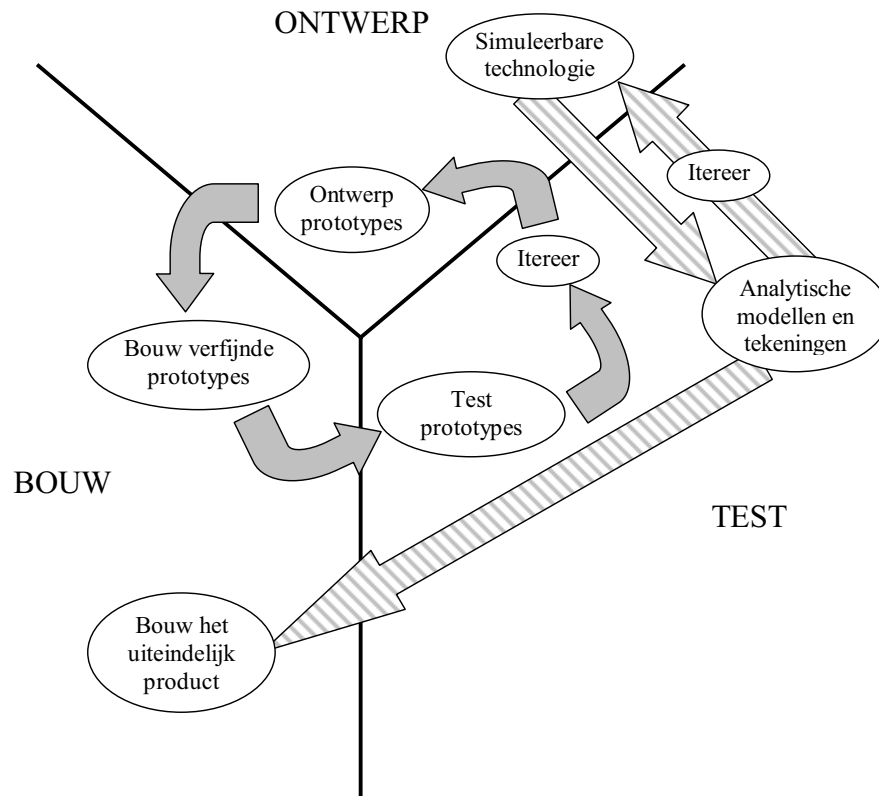 ONTWERP
Simuleerbare
technologie
Itereer
Ontwerp
prototypes
Itereer
Analytische
modellen en
tekeningen
Bouw verfijnde
prototypes
Test
prototypes
BOUW
TEST
Bouw het
uiteindelijk
product